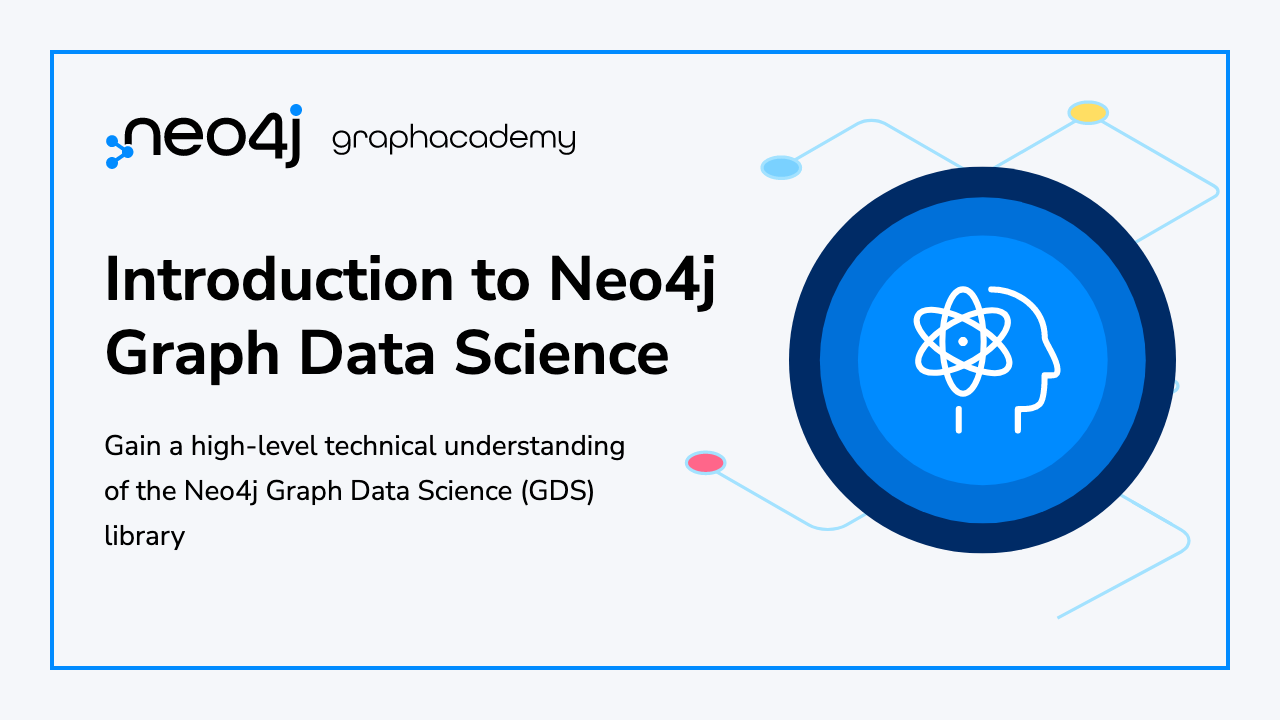 neo4j graphacademy
Introduction to Neo4j
Graph Data Science
Gain a high-level technical understanding
of the Neo4j Graph Data Science (GDS)
library